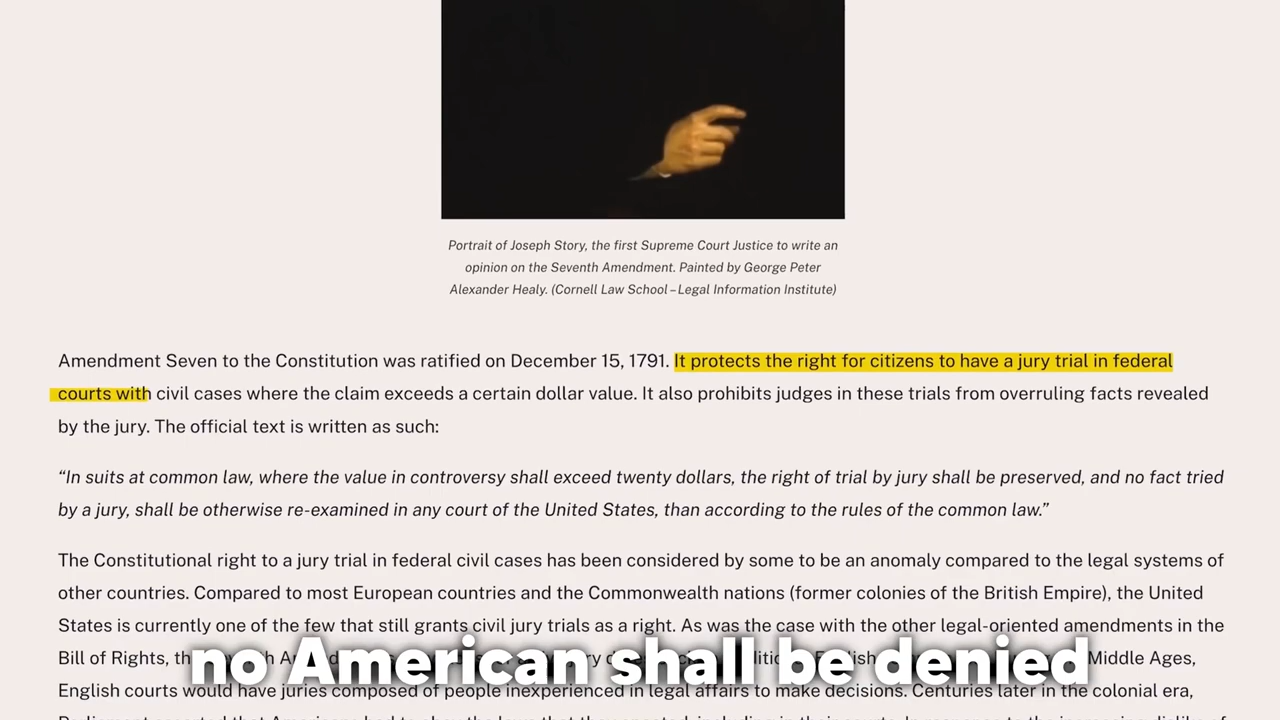 Portrait of Joseph Story, the first Supreme Court Justice to write an
opinion on the Seventh Amendment. Painted by George Peter
Alexander Healy. (Cornell Law School – Legal Information Institute)
Amendment Seven to the Constitution was ratified on December 15, 1791. It protects the right for citizens to have a jury trial in federal
courts with civil cases where the claim exceeds a certain dollar value. It also prohibits judges in these trials from overruling facts revealed
by the jury. The official text is written as such:
“In suits at common law, where the value in controversy shall exceed twenty dollars, the right of trial by jury shall be preserved, and no fact tried
by a jury, shall be otherwise re-examined in any court of the United States, than according to the rules of the common law.”
The Constitutional right to a jury trial in federal civil cases has been considered by some to be an anomaly compared to the legal systems of
other countries. Compared to most European countries and the Commonwealth nations (former colonies of the British Empire), the United
States is currently one of the few that still grants civil jury trials as a right. As was the case with the other legal-oriented amendments in the
Bill of Rights, Middle Ages,
no American shall be denied
English courts would have juries composed of people inexperienced in legal affairs to make decisions. Centuries later in the colonial era,